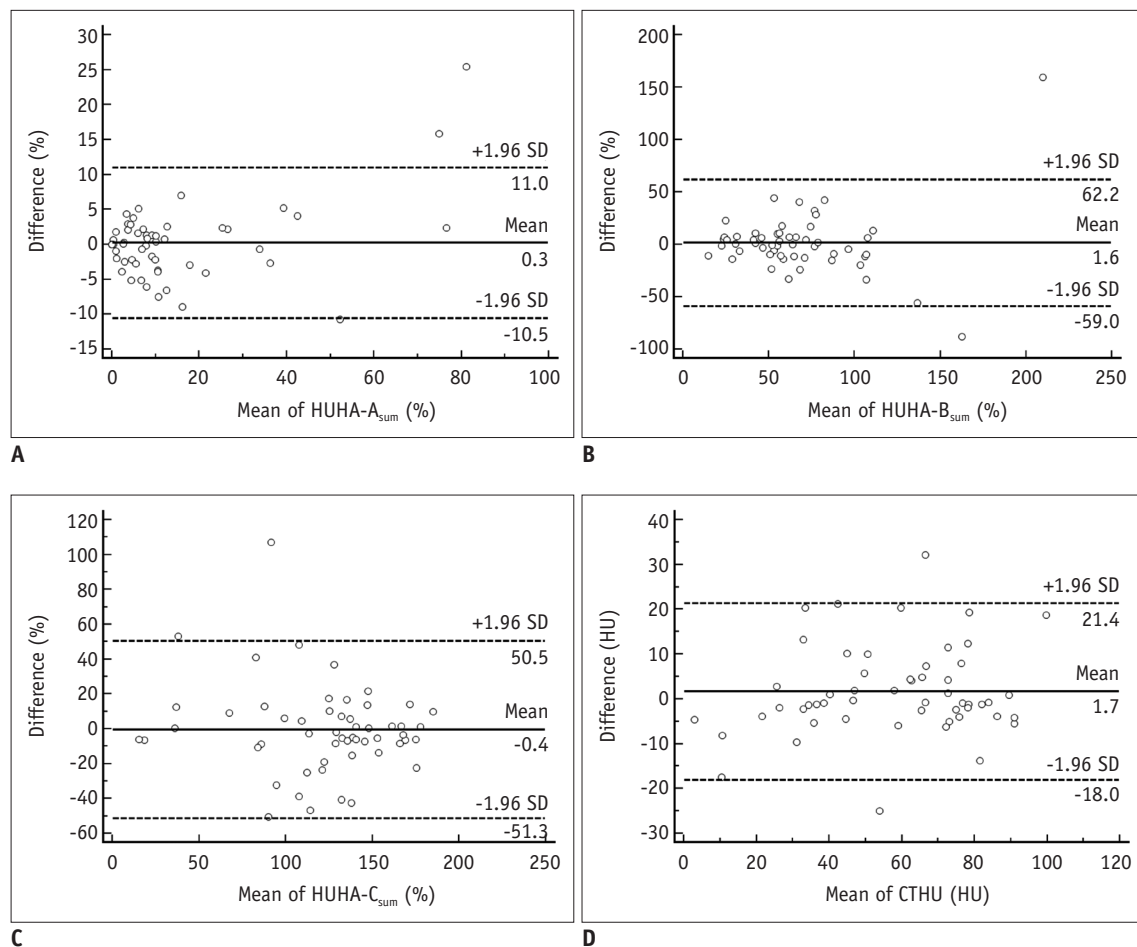 30
25
20
15
10
5
0
-5
-10
-15
Difference (%)
+1.96 SD
11.0
Mean
0.3
-1.96 SD
-10.5
0 20 40 60 80 100
Mean of HUHA-Asum (%)
A
200
150
100
50
0
-50
-100
Difference (%)
+1.96 SD
62.2
Mean
1.6
-1.96 SD
-59.0
0 50 100 150 200 250
Mean of HUHA-Bsum (%)
B
120
100
80
60
40
20
0
-20
-40
-60
Difference (%)
+1.96 SD
50.5
Mean
-0.4
-1.96 SD
-51.3
0 50 100 150 200 250
Mean of HUHA-Csum (%)
C
40
30
20
10
0
-10
-20
-30
Difference (HU)
+1.96 SD
21.4
Mean
1.7
-1.96 SD
-18.0
0 20 40 60 80 100 120
Mean of CTHU (HU)
D